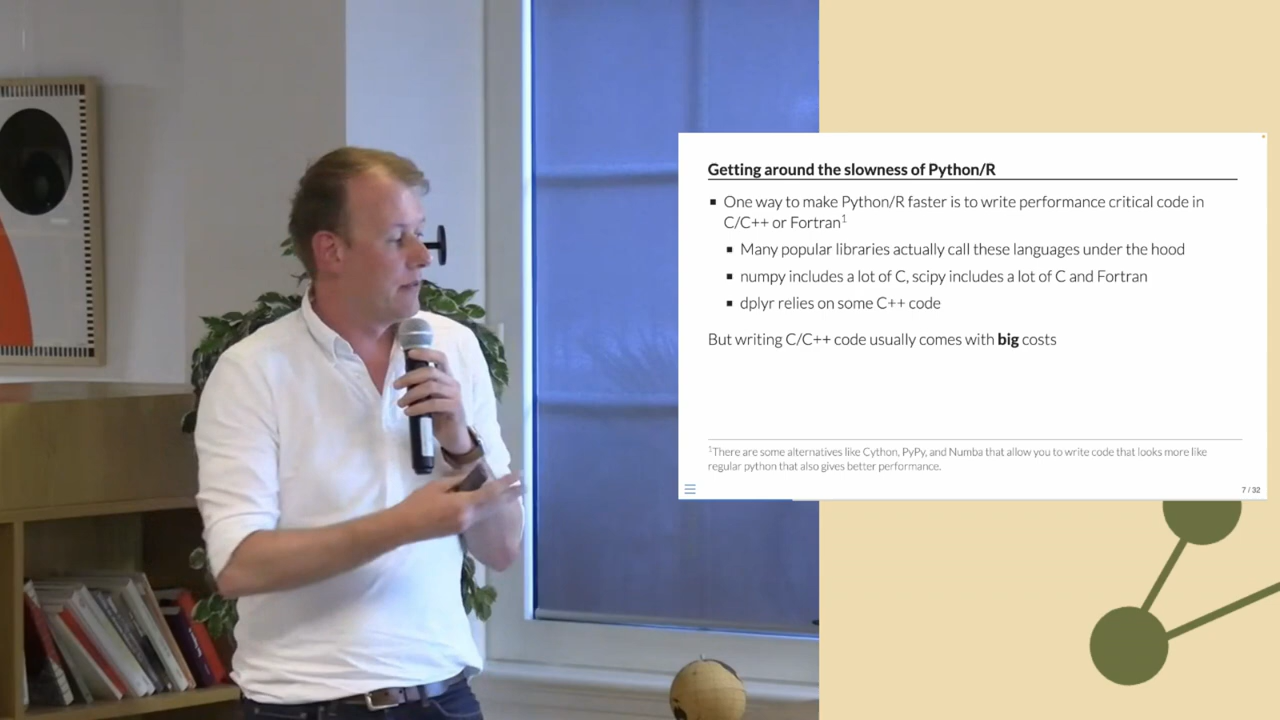 Getting around the slowness of Python/R
▪ One way to make Python/R faster is to write performance critical code in
C/C++ or Fortran¹
▪ Many popular libraries actually call these languages under the hood
▪ numpy includes a lot of C, scipy includes a lot of C and Fortran
▪ dplyr relies on some C++ code
But writing C/C++ code usually comes with big costs
¹There are some alternatives like Cython, PyPy, and Numba that allow you to write code that looks more like
regular python that also gives better performance.
7 / 32